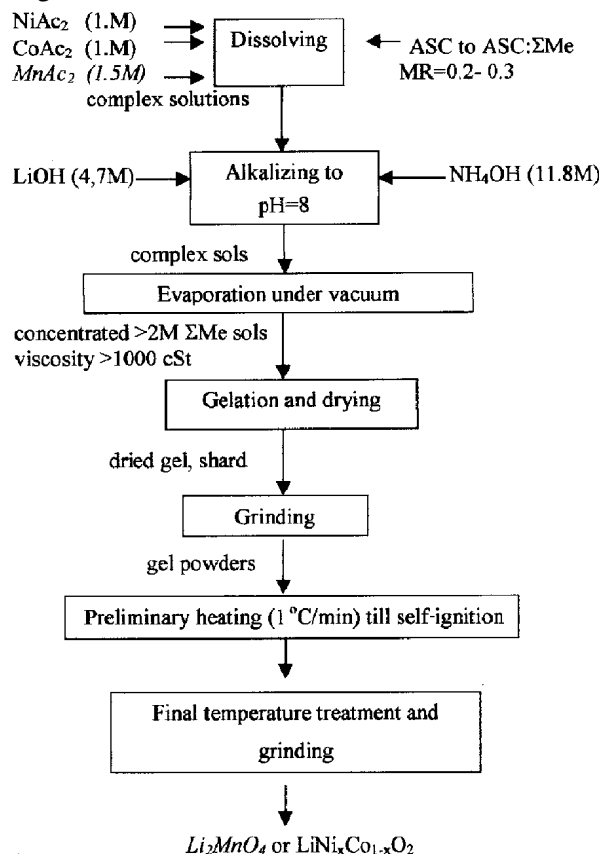 NiAc2 (1.M)
CoAc2 (1.M)
MnAc2 (1.5M)
Dissolving
ASC to ASC:ΣMe
MR=0.2- 0.3
complex solutions
LiOH (4,7M)
Alkalizing to
pH=8
NH4OH (11.8M)
complex sols
Evaporation under vacuum
concentrated >2M ΣMe sols
viscosity >1000 cSt
Gelation and drying
dried gel, shard
Grinding
gel powders
Preliminary heating (1 °C/min) till self-ignition
Final temperature treatment and
grinding
Li2MnO4 or LiNixCo1-xO2